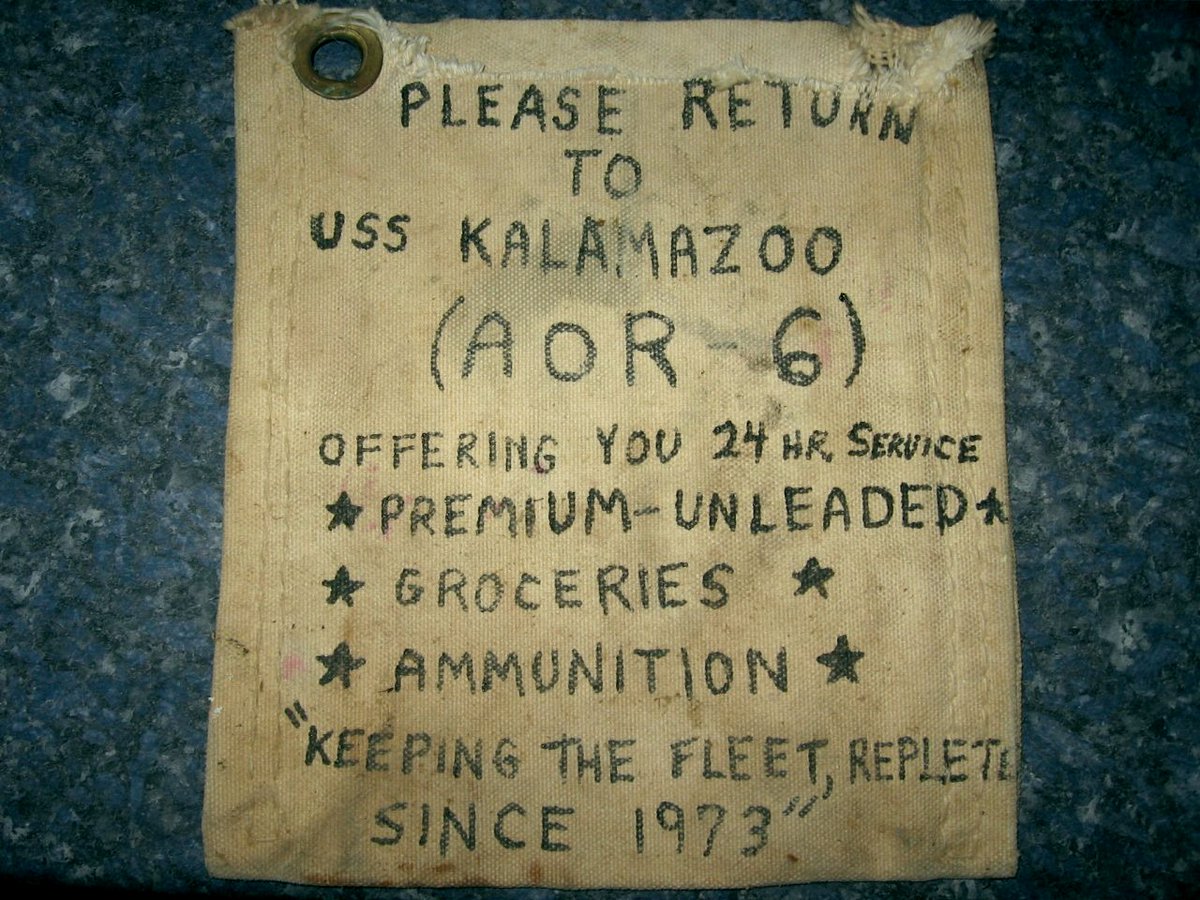 PLEASE RETURN
TO
USS KALAMAZOO
(AOR-6)
OFFERING YOU 24 HR. SERVICE
★PREMIUM-UNLEADED★
★ GROCERIES ★
★ AMMUNITION ★
"KEEPING THE FLEET, REPLETE
SINCE 1973"